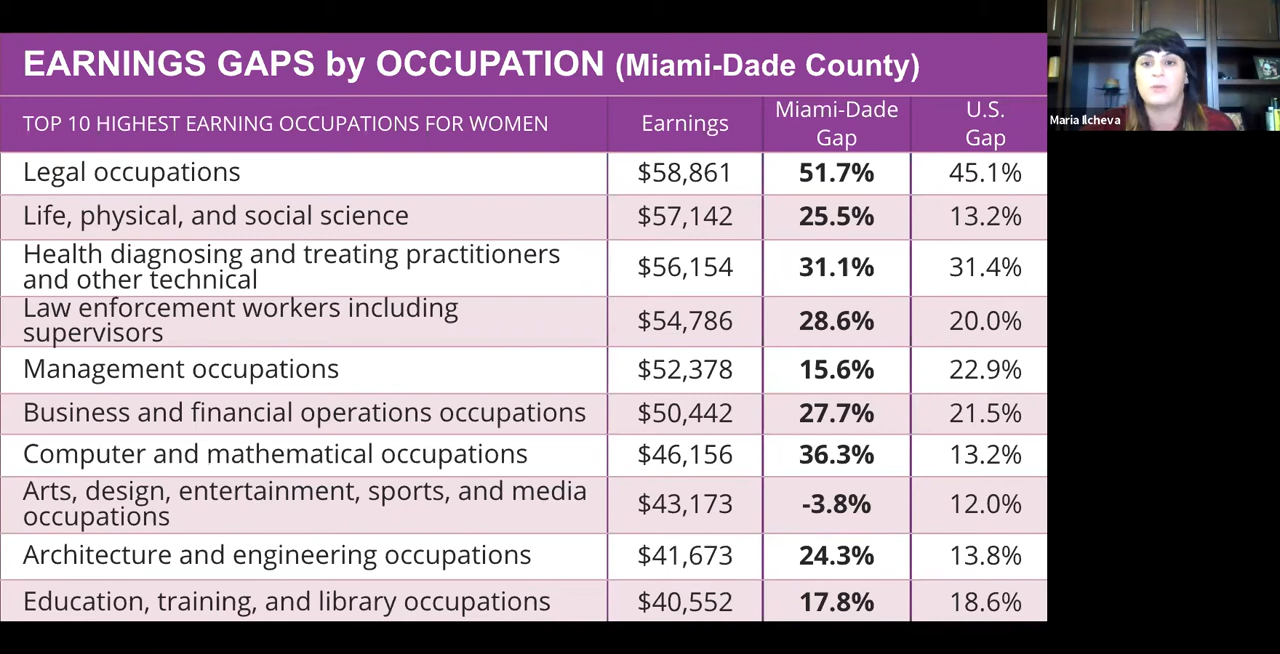 EARNINGS GAPS by OCCUPATION (Miami-Dade County)
TOP 10 HIGHEST EARNING OCCUPATIONS FOR WOMEN Earnings Miami-Dade Gap U.S. Gap
Legal occupations $58,861 51.7% 45.1%
Life, physical, and social science $57,142 25.5% 13.2%
Health diagnosing and treating practitioners
and other technical $56,154 31.1% 31.4%
Law enforcement workers including
supervisors $54,786 28.6% 20.0%
Management occupations $52,378 15.6% 22.9%
Business and financial operations occupations $50,442 27.7% 21.5%
Computer and mathematical occupations $46,156 36.3% 13.2%
Arts, design, entertainment, sports, and media
occupations $43,173 -3.8% 12.0%
Architecture and engineering occupations $41,673 24.3% 13.8%
Education, training, and library occupations $40,552 17.8% 18.6%
Maria Ilcheva